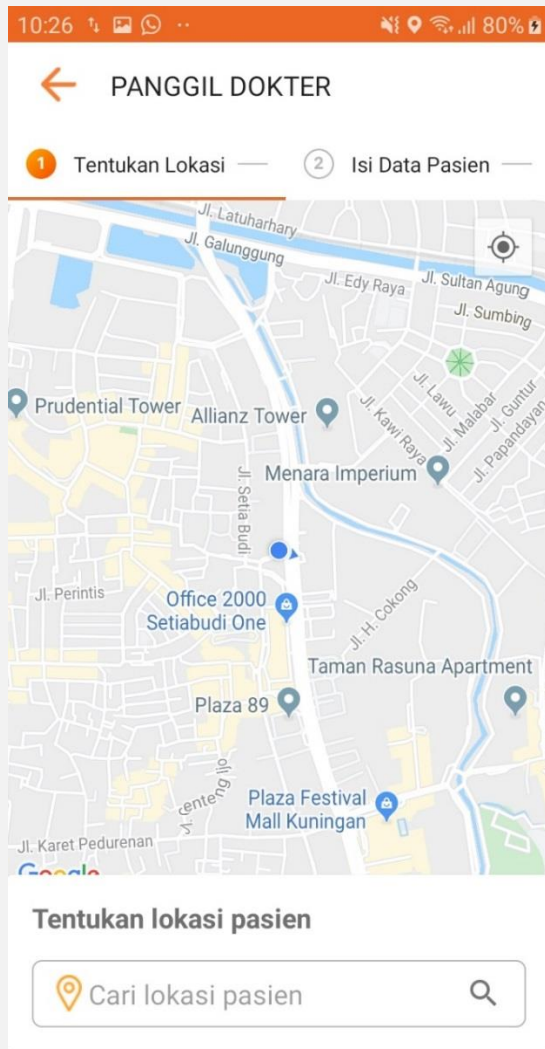 10:26
80%
PANGGIL DOKTER
1 Tentukan Lokasi
2 Isi Data Pasien
Jl. Latuharhary
Jl. Galunggung
Jl. Edy Raya
Jl. Sultan Agung
Jl. Sumbing
Jl. Lawu
Jl. Malabar
Jl. Guntur
Jl. Papandayan
Jl. Kawi Raya
Prudential Tower
Allianz Tower
Menara Imperium
Jl. Setia Budi
Jl. Perintis
Office 2000
Setiabudi One
Jl. H. Cokong
Taman Rasuna Apartment
Plaza 89
Plaza Festival
Mall Kuningan
Jl. Karet Pedurenan
Google
Tentukan lokasi pasien
Cari lokasi pasien